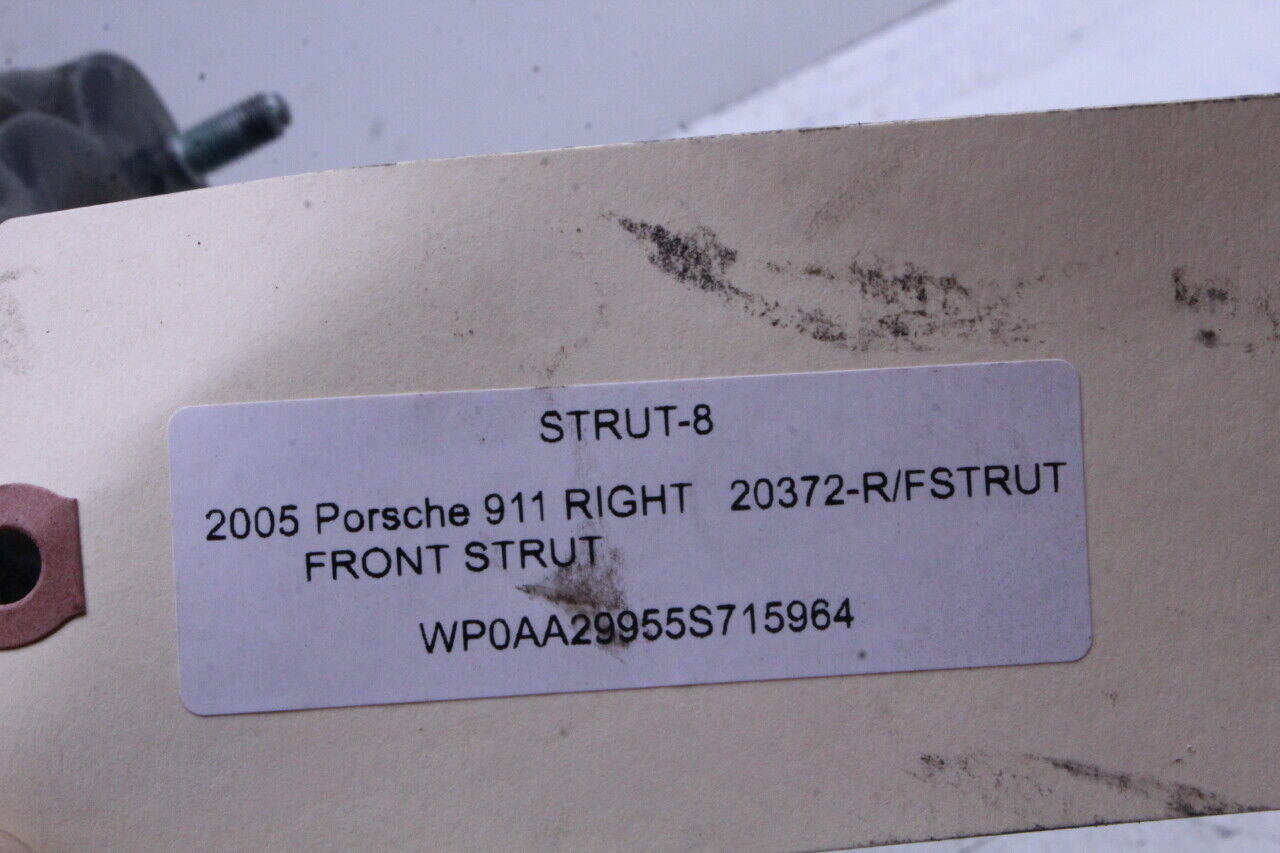 STRUT-8
2005 Porsche 911 RIGHT 20372-R/FSTRUT
FRONT STRUT
WP0AA29955S715964